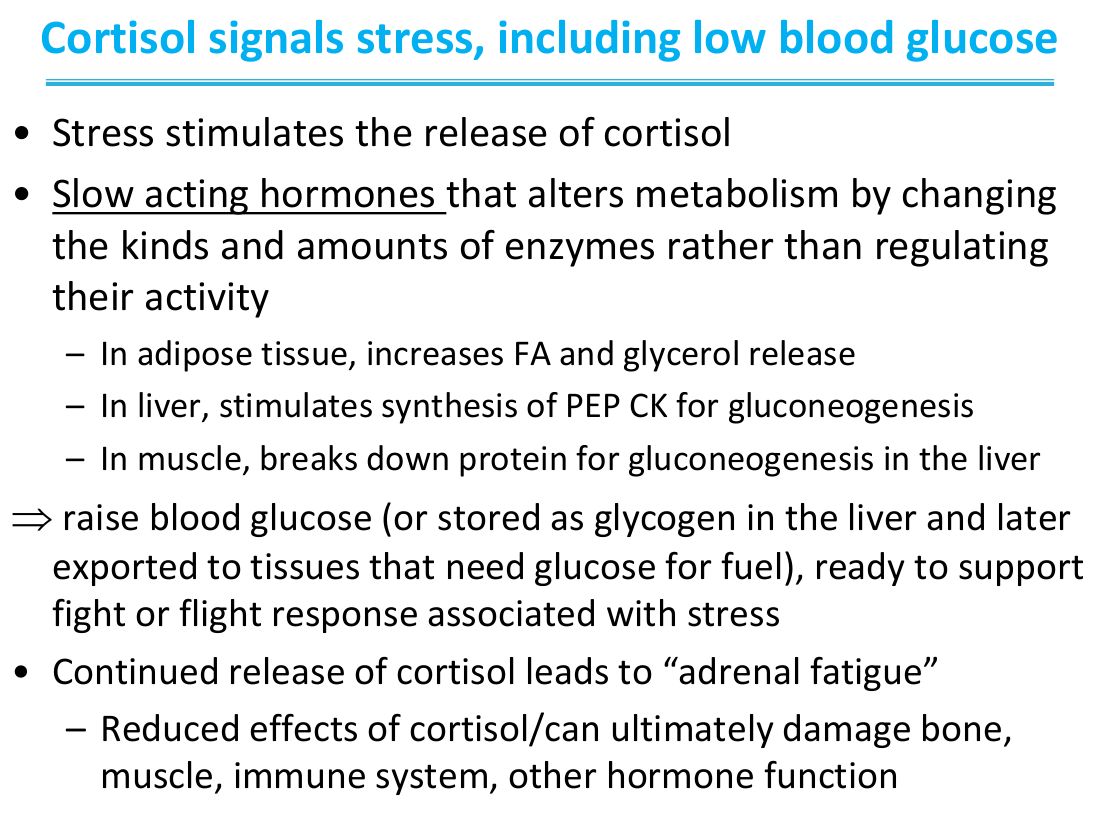 Cortisol signals stress, including low blood glucose
• Stress stimulates the release of cortisol
• Slow acting hormones that alters metabolism by changing
the kinds and amounts of enzymes rather than regulating
their activity
– In adipose tissue, increases FA and glycerol release
– In liver, stimulates synthesis of PEP CK for gluconeogenesis
– In muscle, breaks down protein for gluconeogenesis in the liver
⇒ raise blood glucose (or stored as glycogen in the liver and later
exported to tissues that need glucose for fuel), ready to support
fight or flight response associated with stress
• Continued release of cortisol leads to “adrenal fatigue”
– Reduced effects of cortisol/can ultimately damage bone,
muscle, immune system, other hormone function